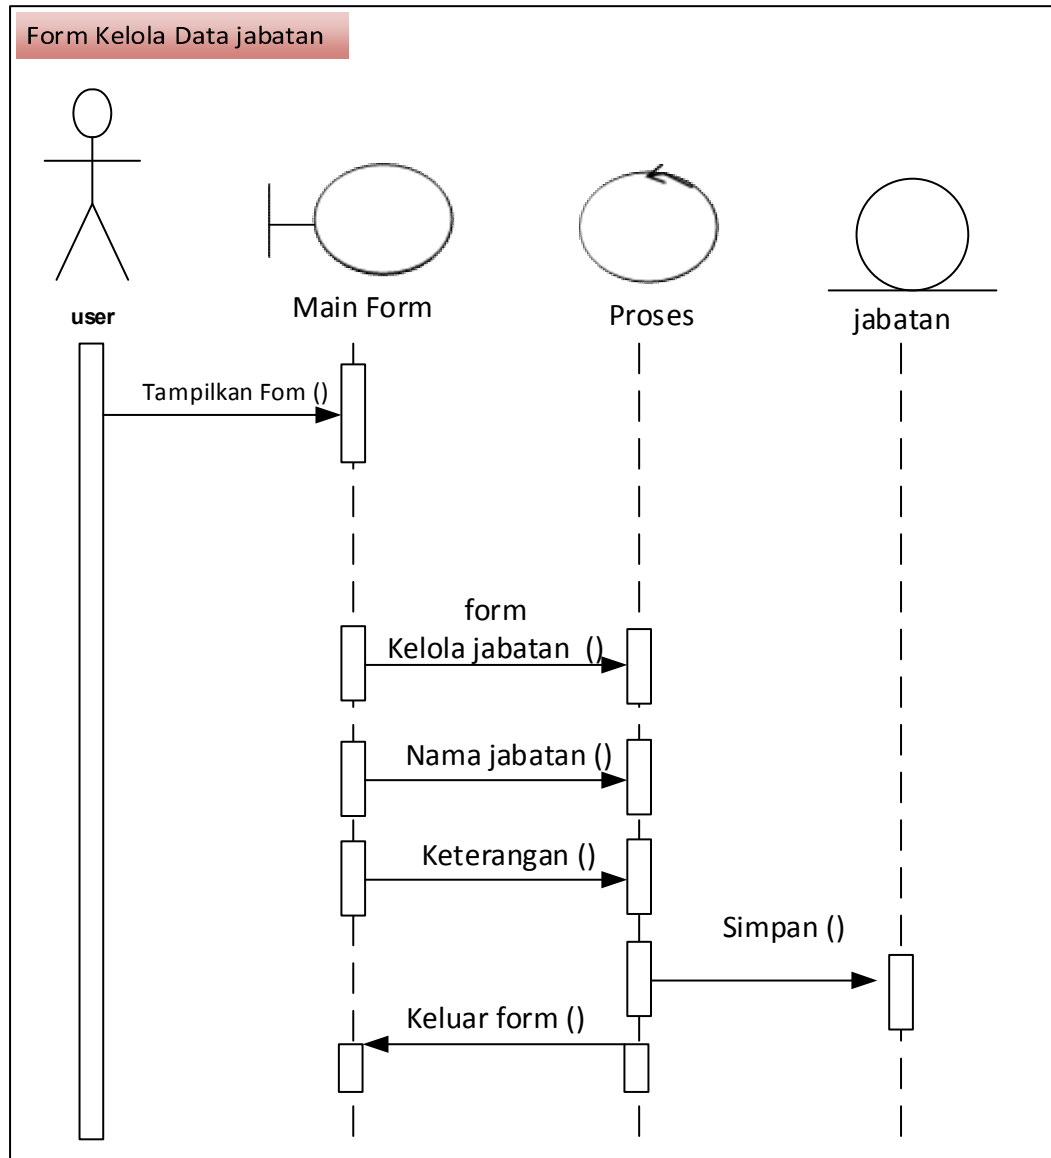 Form Kelola Data jabatan
user
Main Form
Proses
jabatan
Tampilkan Fom ()
form
Kelola jabatan  ()
Nama jabatan ()
Keterangan ()
Simpan ()
Keluar form ()